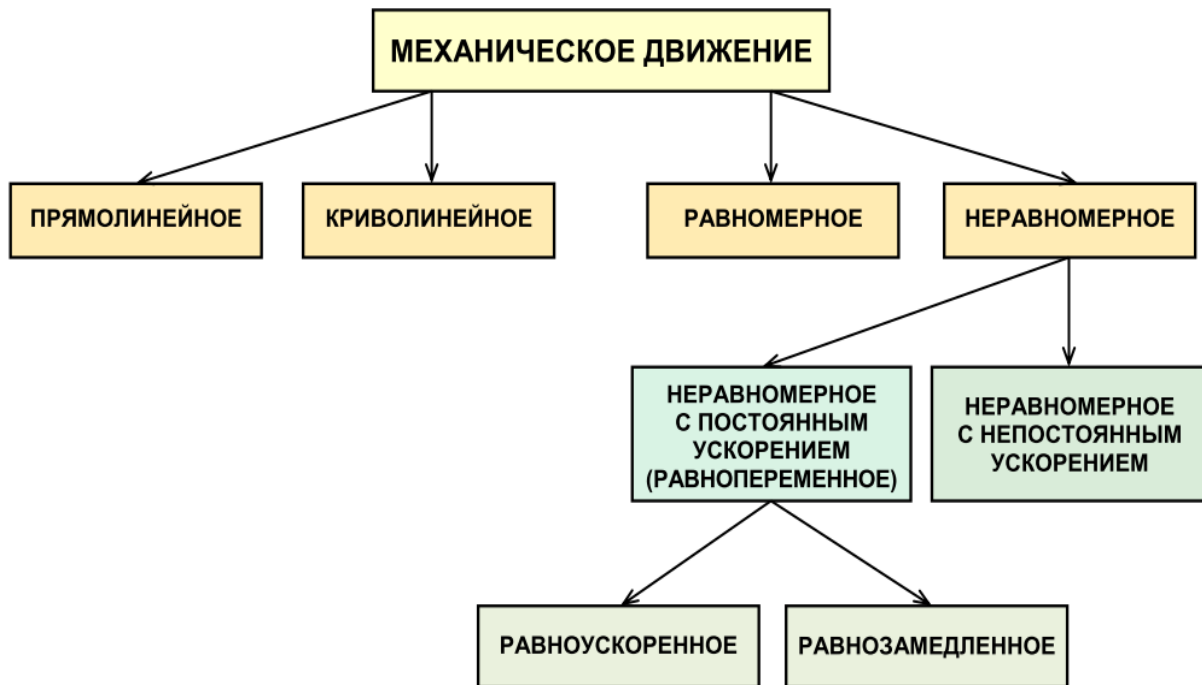 МЕХАНИЧЕСКОЕ ДВИЖЕНИЕ
ПРЯМОЛИНЕЙНОЕ
КРИВОЛИНЕЙНОЕ
РАВНОМЕРНОЕ
НЕРАВНОМЕРНОЕ
НЕРАВНОМЕРНОЕ
С ПОСТОЯННЫМ
УСКОРЕНИЕМ
(РАВНОПЕРЕМЕННОЕ)
НЕРАВНОМЕРНОЕ
С НЕПОСТОЯННЫМ
УСКОРЕНИЕМ
РАВНОУСКОРЕННОЕ
РАВНОЗАМЕДЛЕННОЕ